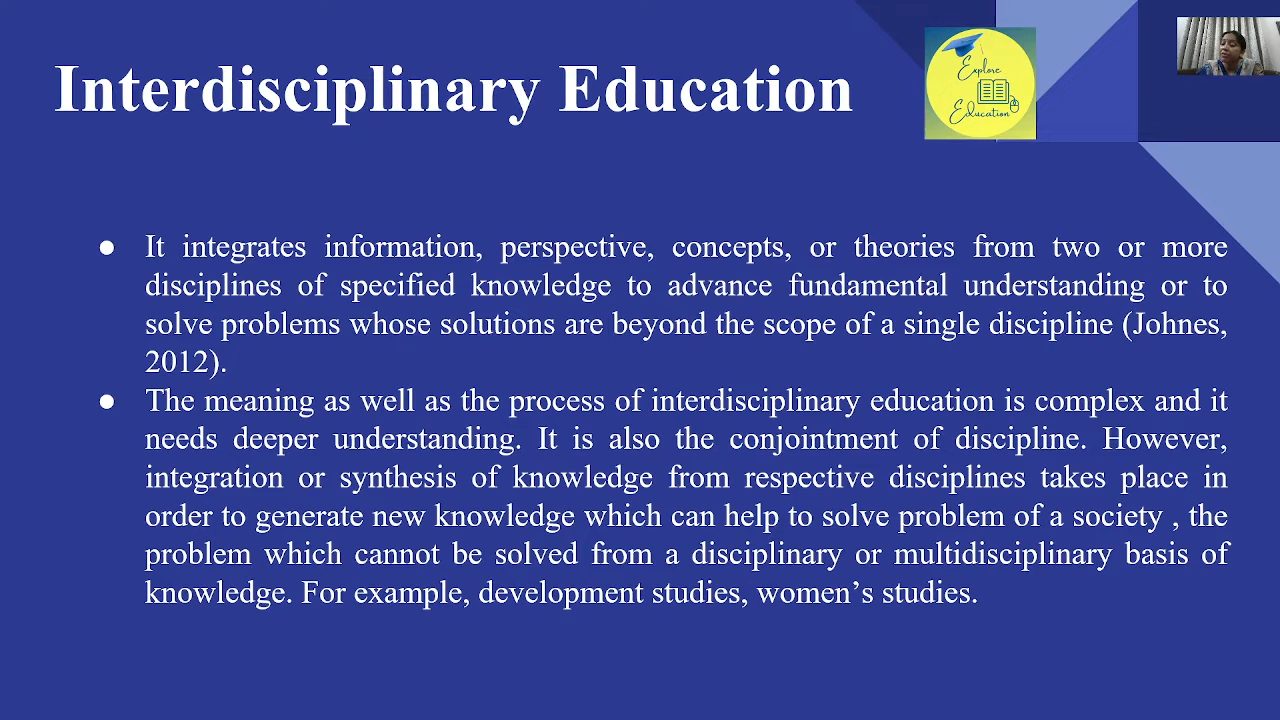 Interdisciplinary Education
Explore
Education
● It integrates information, perspective, concepts, or theories from two or more
disciplines of specified knowledge to advance fundamental understanding or to
solve problems whose solutions are beyond the scope of a single discipline (Johnes,
2012).
● The meaning as well as the process of interdisciplinary education is complex and it
needs deeper understanding. It is also the conjointment of discipline. However,
integration or synthesis of knowledge from respective disciplines takes place in
order to generate new knowledge which can help to solve problem of a society , the
problem which cannot be solved from a disciplinary or multidisciplinary basis of
knowledge. For example, development studies, women’s studies.